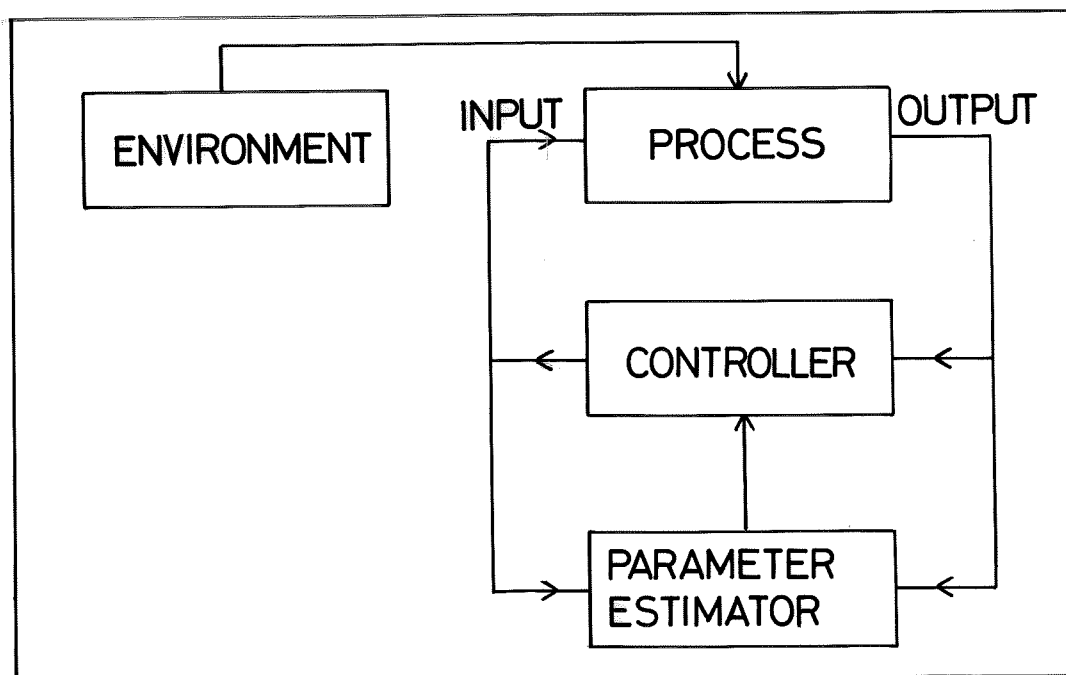 ENVIRONMENT
INPUT
PROCESS
OUTPUT
CONTROLLER
PARAMETER
ESTIMATOR